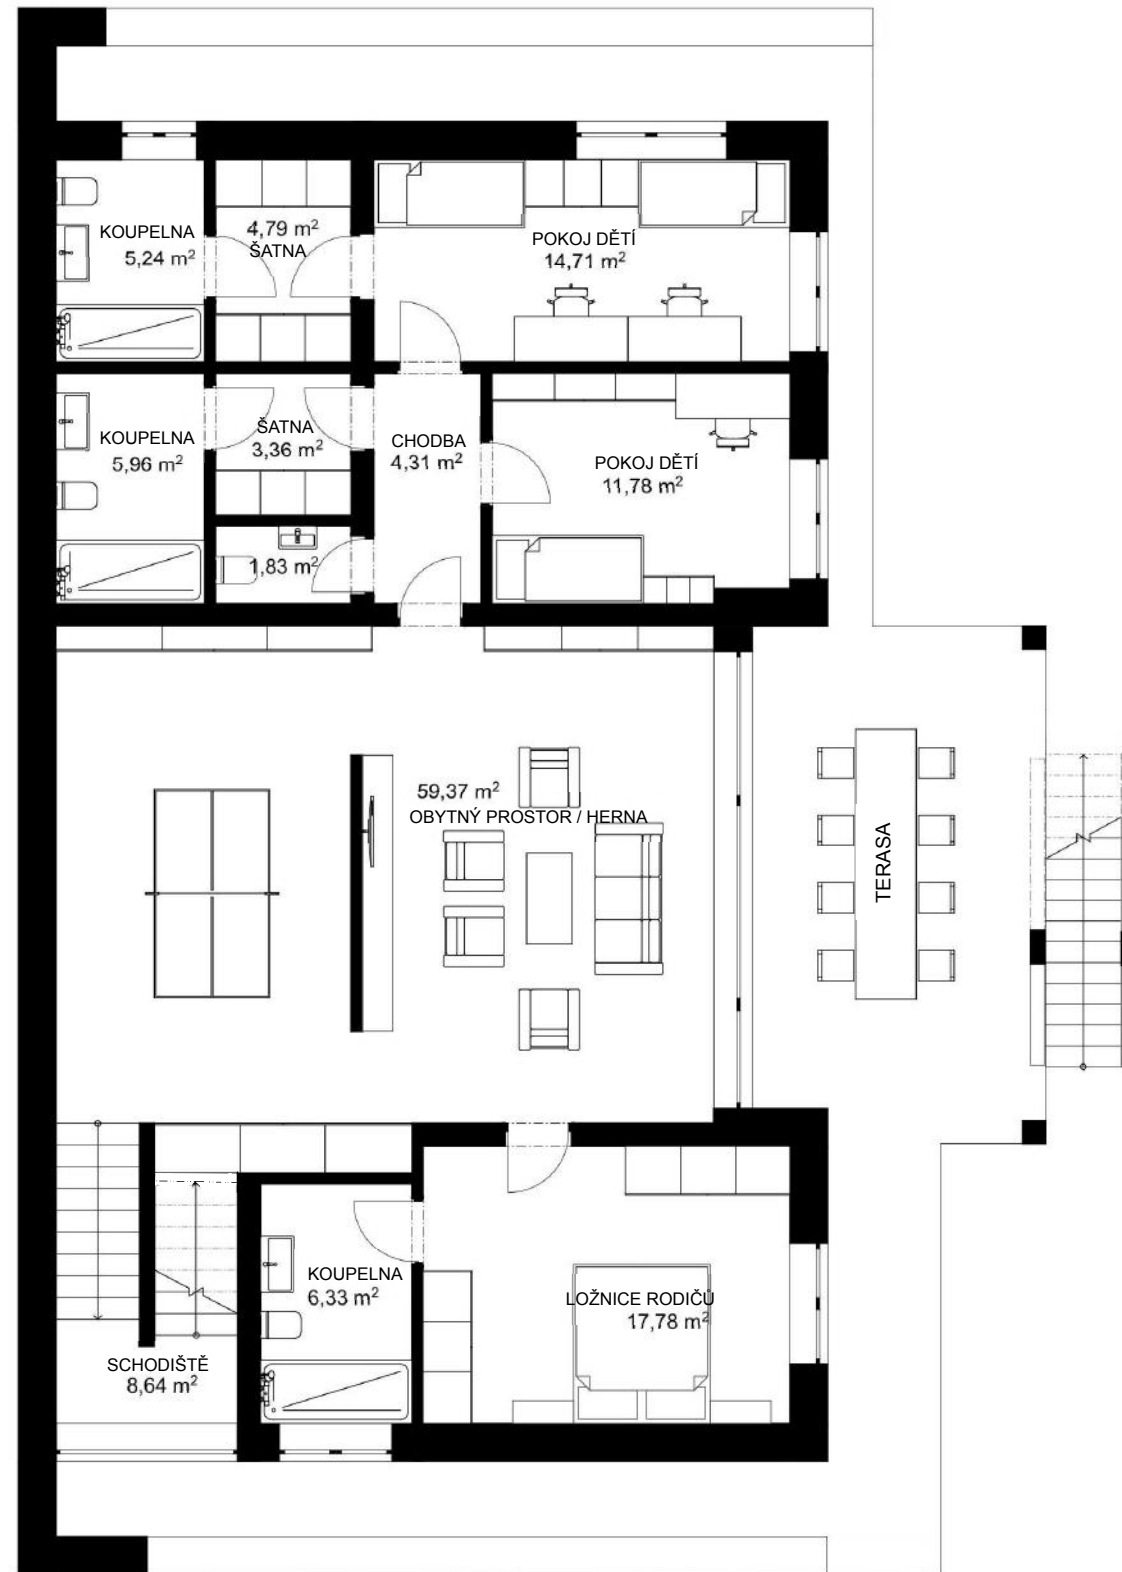 KOUPELNA
5,24 m²
4,79 m²
ŠATNA
POKOJ DĚTÍ
14,71 m²
KOUPELNA
5,96 m²
ŠATNA
3,36 m²
CHODBA
4,31 m²
POKOJ DĚTÍ
11,78 m²
1,83 m²
59,37 m²
OBYTNÝ PROSTOR / HERNA
TERASA
KOUPELNA
6,33 m²
LOŽNICE RODIČŮ
17,78 m²
SCHODIŠTĚ
8,64 m²